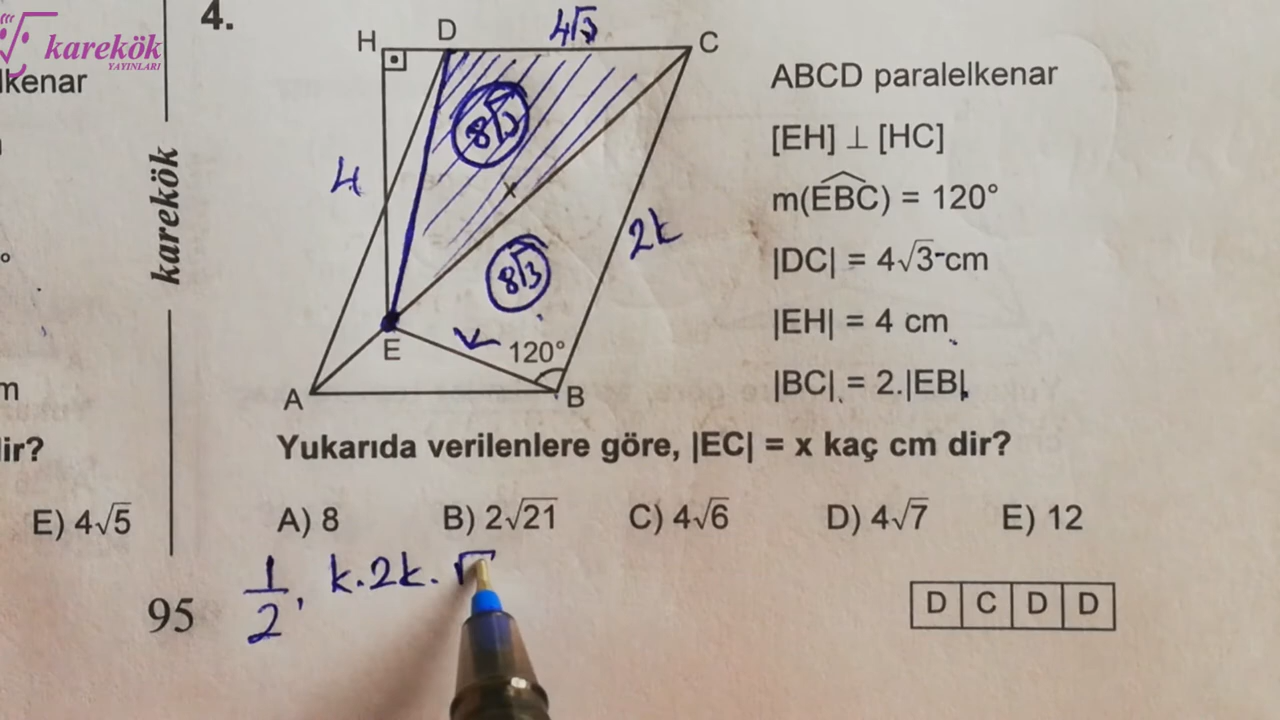 karekök
YAYINLARI
lkenar
karekök
m
ir?
E) 4√5
95
4.
H D 4√3 C
8√3
4
x
2k
8√3
E
k
120°
A B
ABCD paralelkenar
[EH] ⊥ [HC]
m(EBC) = 120°
|DC| = 4√3 cm
|EH| = 4 cm
|BC| = 2.|EB|
Yukarıda verilenlere göre, |EC| = x kaç cm dir?
A) 8 B) 2√21 C) 4√6 D) 4√7 E) 12
1/2 . k.2k. √
D C D D